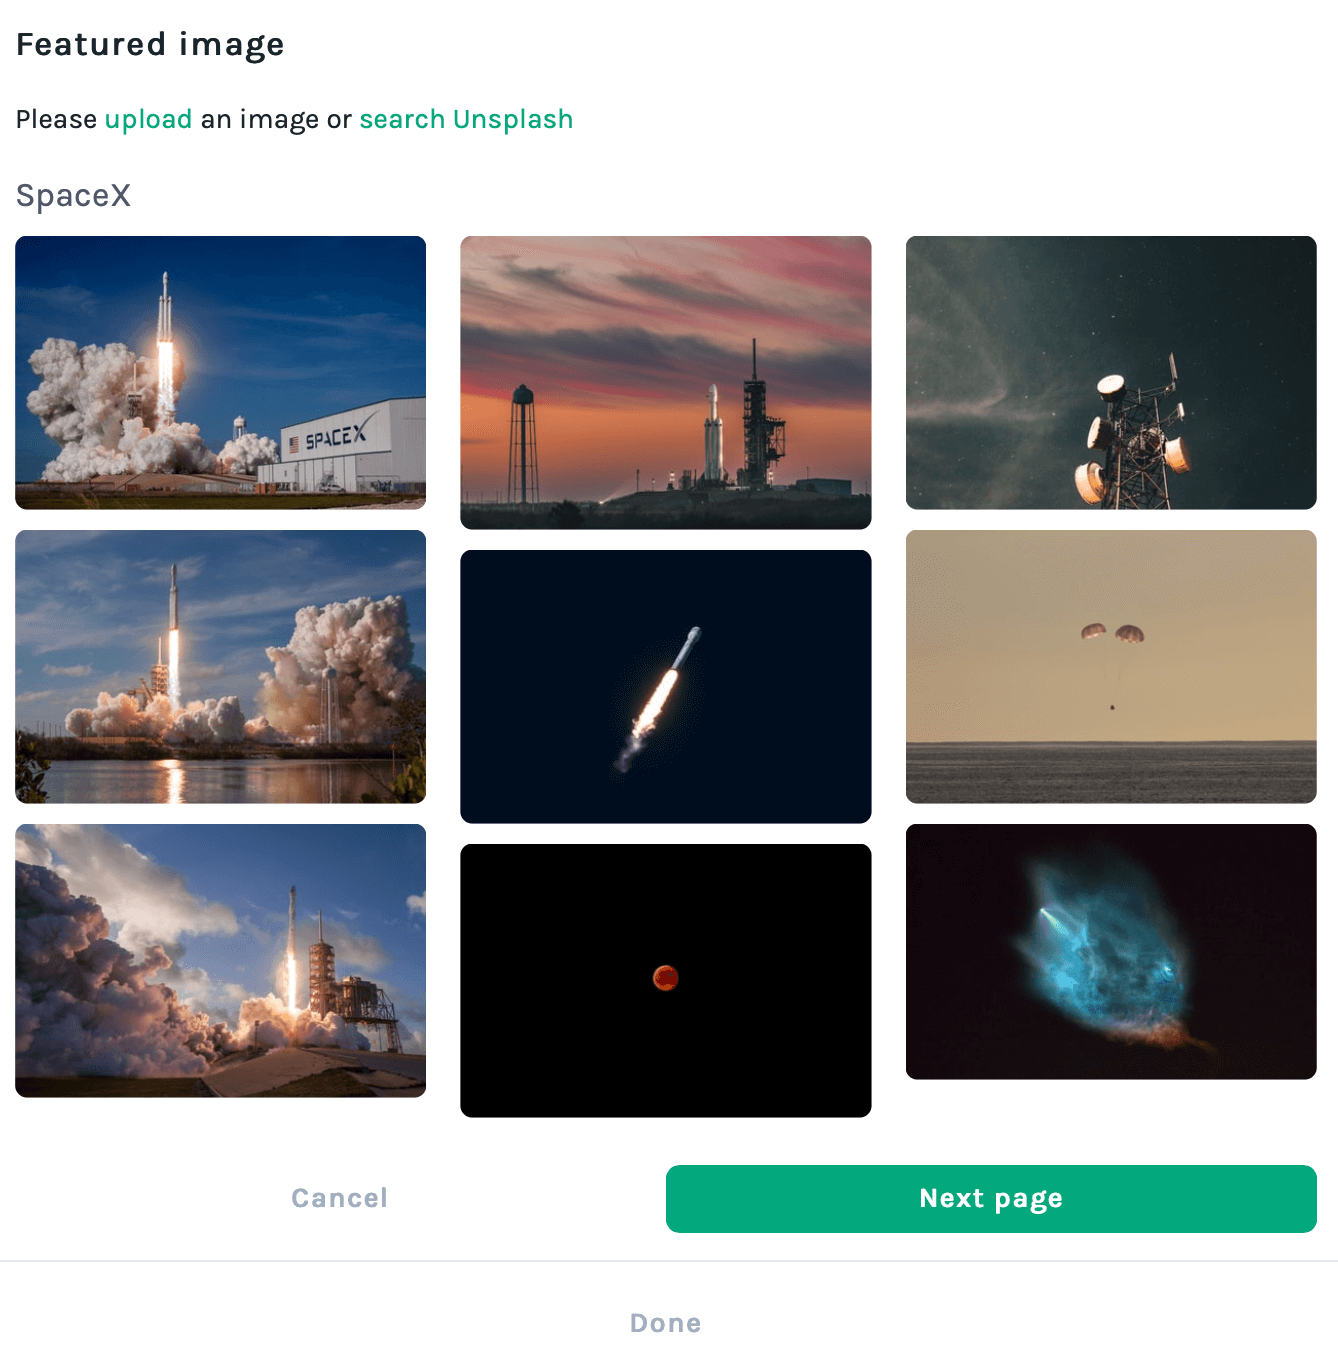 Featured image
Please upload an image or search Unsplash
SpaceX
SPACEX
Cancel
Next page
Done